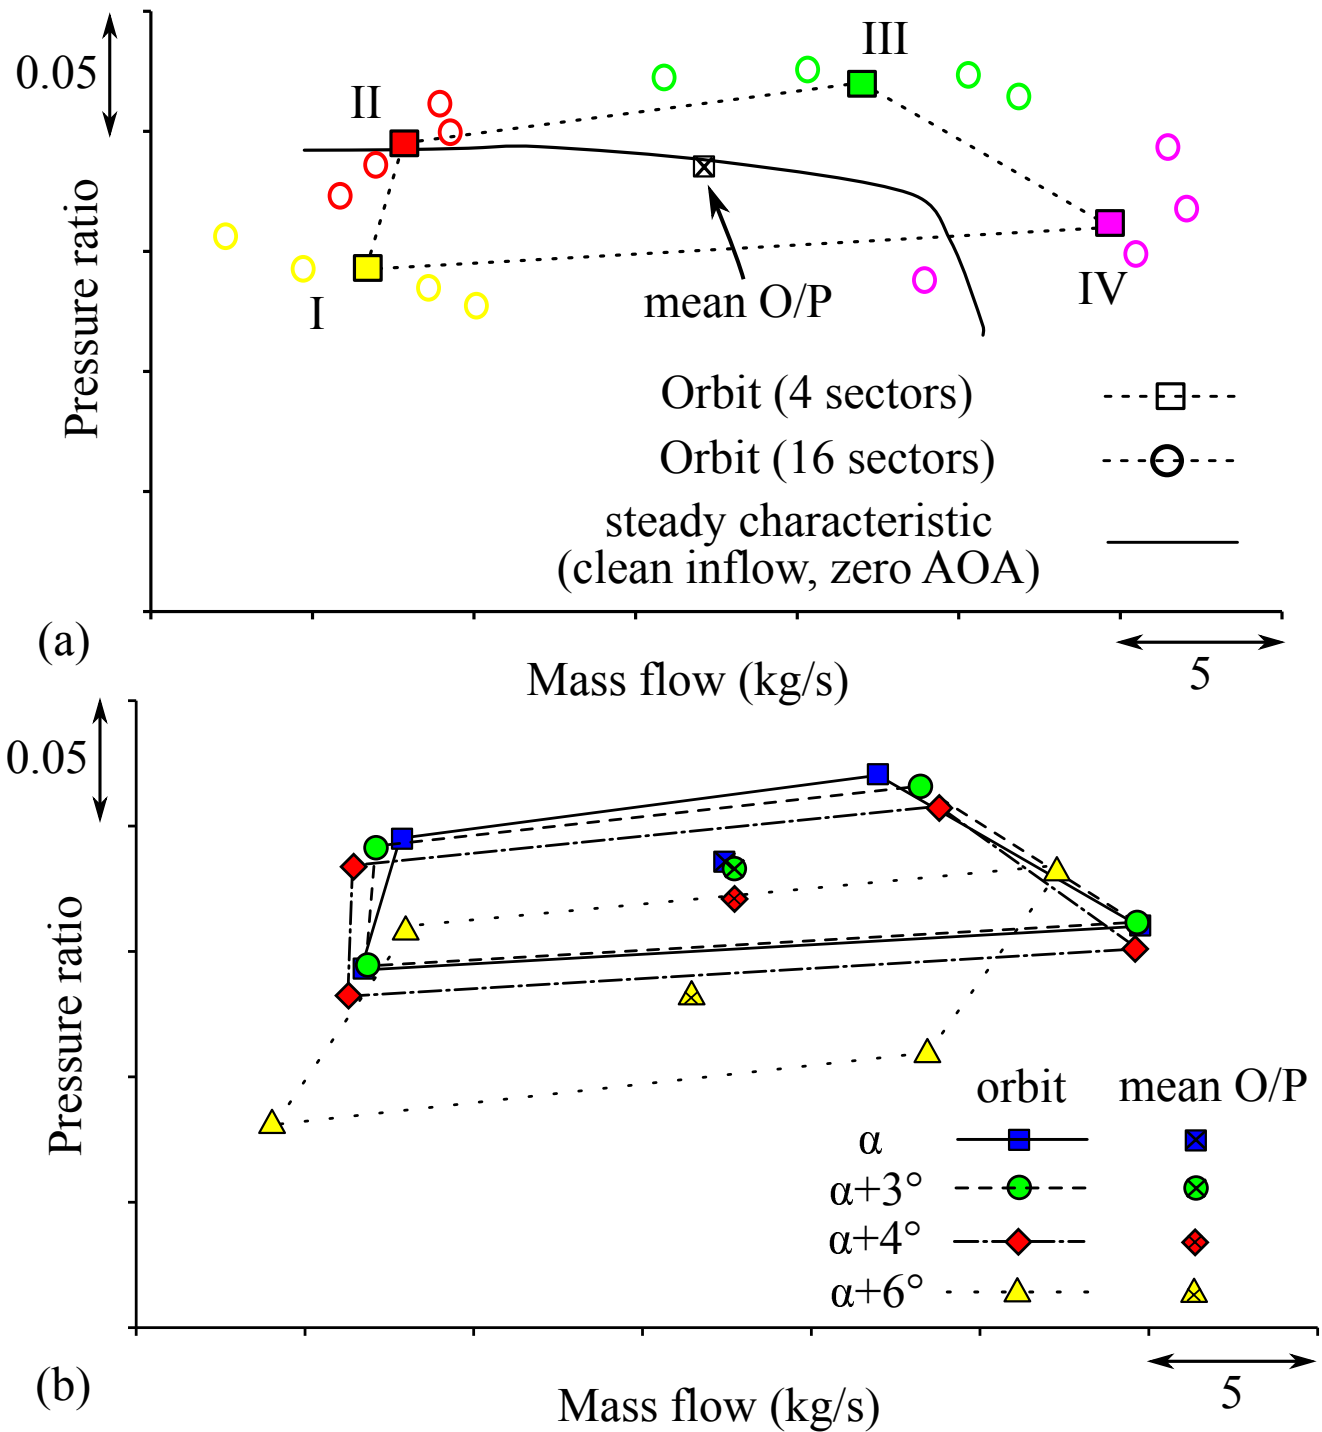 0.05
III
II
Pressure ratio
mean O/P
I
IV
Orbit (4 sectors)
Orbit (16 sectors)
steady characteristic
(clean inflow, zero AOA)
(a)
Mass flow (kg/s)
5
0.05
Pressure ratio
orbit mean O/P
α
α+3°
α+4°
α+6°
5
(b)
Mass flow (kg/s)